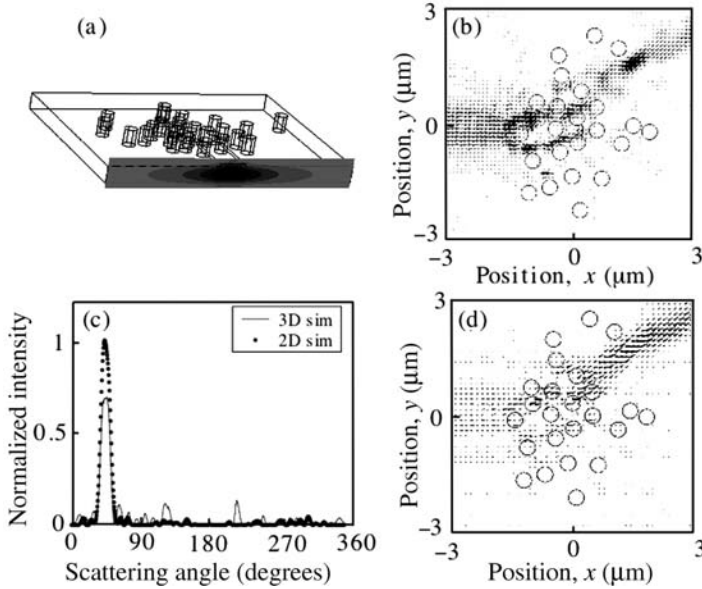 (a)
(b)
3
0
−3
Position, y (μm)
−3
0
3
Position, x (μm)
(c)
3D sim
2D sim
1
0.5
0
Normalized intensity
0
90
180
270
360
Scattering angle (degrees)
(d)
3
0
−3
Position, y (μm)
−3
0
3
Position, x (μm)